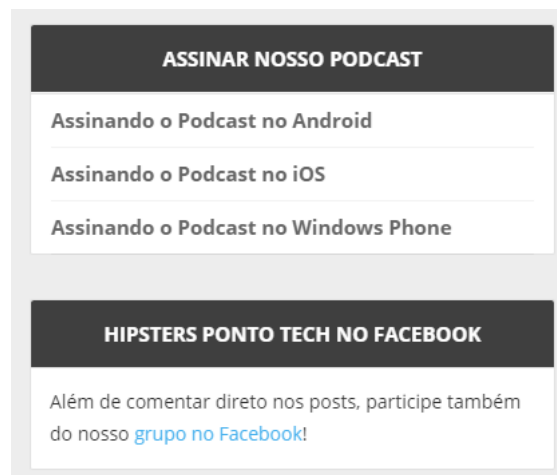 ASSINAR NOSSO PODCAST
Assinando o Podcast no Android
Assinando o Podcast no iOS
Assinando o Podcast no Windows Phone
HIPSTERS PONTO TECH NO FACEBOOK
Além de comentar direto nos posts, participe também
do nosso grupo no Facebook!